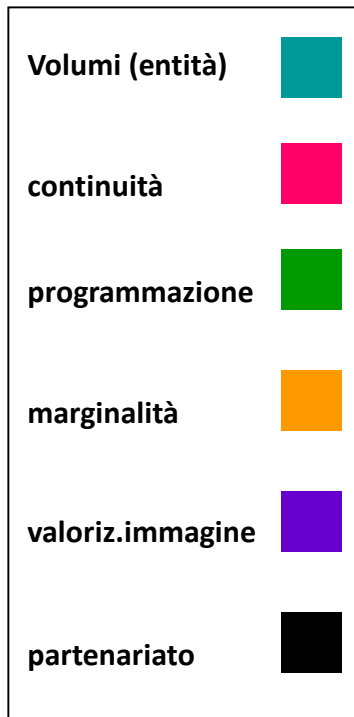 Volumi (entità)
continuità
programmazione
marginalità
valoriz.immagine
partenariato